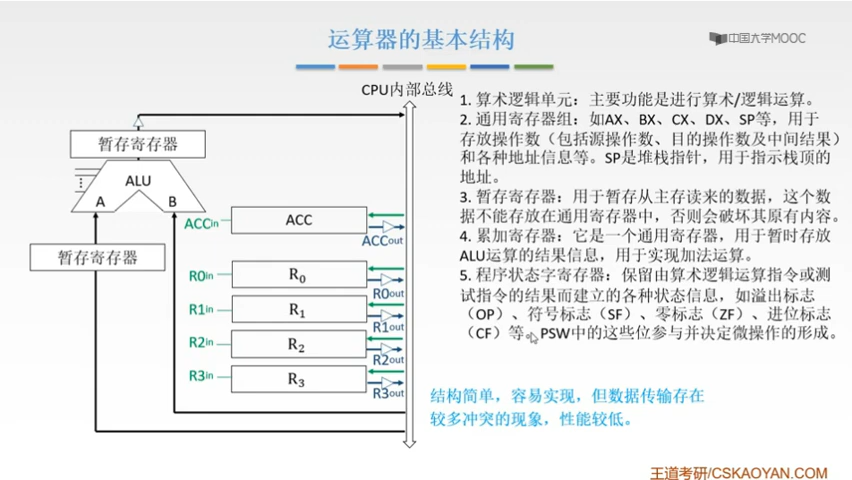 运算器的基本结构
中国大学MOOC
CPU内部总线
暂存寄存器
ALU
A
B
暂存寄存器
ACCin
ACC
ACCout
R0in
R0
R0out
R1in
R1
R1out
R2in
R2
R2out
R3in
R3
R3out
1. 算术逻辑单元：主要功能是进行算术/逻辑运算。
2. 通用寄存器组：如AX、BX、CX、DX、SP等，用于
存放操作数（包括源操作数、目的操作数及中间结果）
和各种地址信息等。SP是堆栈指针，用于指示栈顶的
地址。
3. 暂存寄存器：用于暂存从主存读来的数据，这个数
据不能存放在通用寄存器中，否则会破坏其原有内容。
4. 累加寄存器：它是一个通用寄存器，用于暂时存放
ALU运算的结果信息，用于实现加法运算。
5. 程序状态字寄存器：保留由算术逻辑运算指令或测
试指令的结果而建立的各种状态信息，如溢出标志
（OP）、符号标志（SF）、零标志（ZF）、进位标志
（CF）等。PSW中的这些位参与并决定微操作的形成。
结构简单，容易实现，但数据传输存在
较多冲突的现象，性能较低。
王道考研/CSKAOYAN.COM